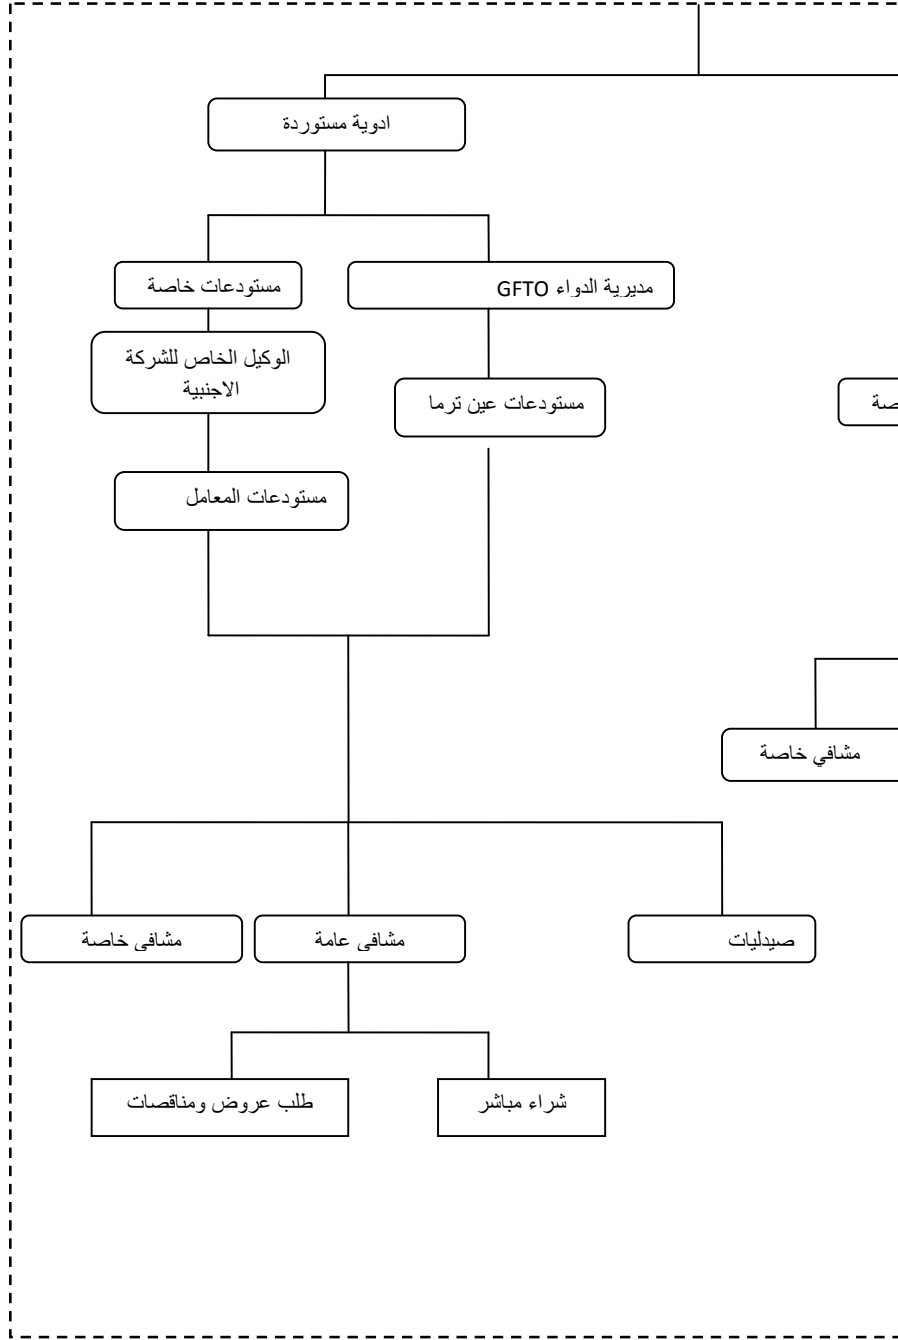 ادوية مستوردة
مديرية الدواء GFTO
مستودعات خاصة
الوكيل الخاص للشركة
الاجنبية
مستودعات عين ترما
مستودعات المعامل
مشافي خاصة
صيدليات
مشافى عامة
مشافى خاصة
شراء مباشر
طلب عروض ومناقصات